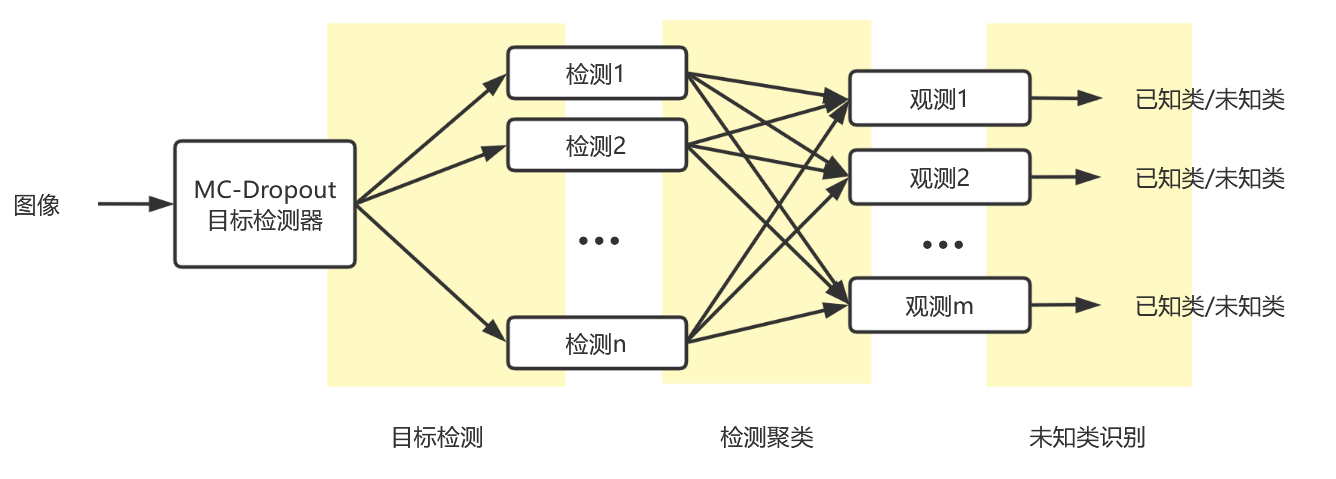 图像
MC-Dropout
目标检测器
检测1
检测2
•••
检测n
观测1
观测2
•••
观测m
已知类/未知类
已知类/未知类
已知类/未知类
目标检测
检测聚类
未知类识别